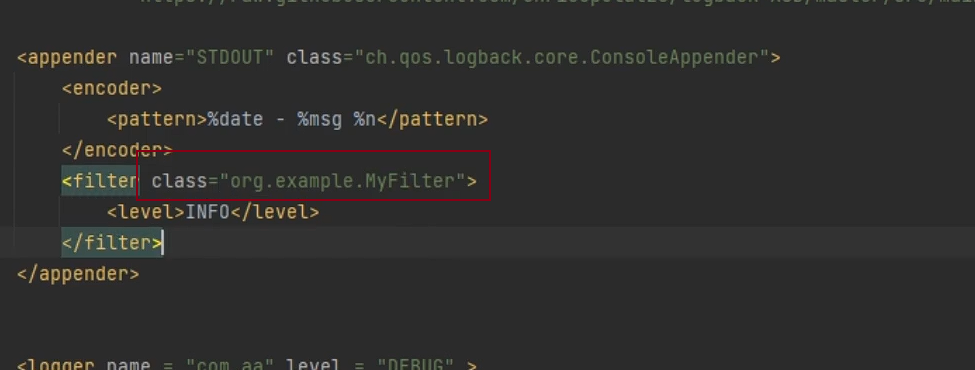 <appender name="STDOUT" class="ch.qos.logback.core.ConsoleAppender">
<encoder>
<pattern>%date - %msg %n</pattern>
</encoder>
<filter class="org.example.MyFilter">
<level>INFO</level>
</filter>
</appender>
<logger name = "com.aa" level = "DEBUG" >